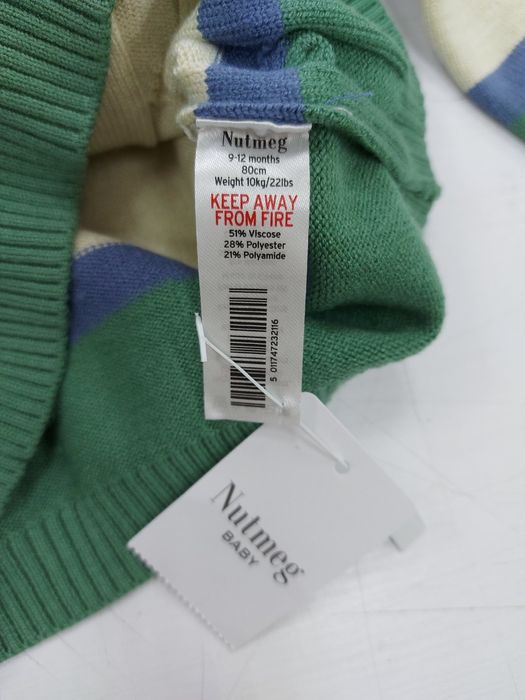 Nutmeg
9-12 months
80cm
Weight 10kg/22lbs
KEEP AWAY
FROM FIRE
51% Viscose
28% Polyester
21% Polyamide
5 011747232116
Nutmeg
BABY